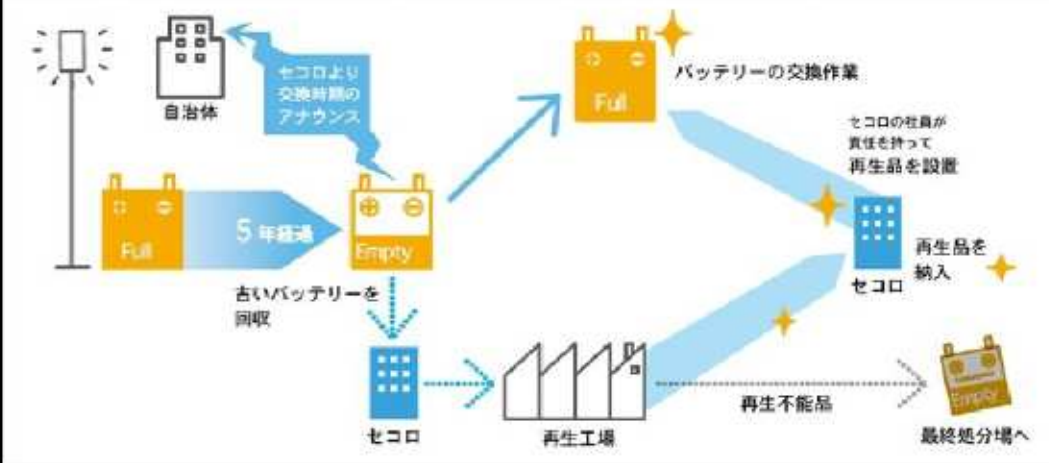 セコロより
交換時期の
アナウンス
自治体
Full
バッテリーの交換作業
セコロの社員が
責任を持って
再生品を設置
Full
5年経過
Empty
再生品を
納入
セコロ
古いバッテリーを
回収
セコロ
再生工場
再生不能品
Empty
最終処分場へ